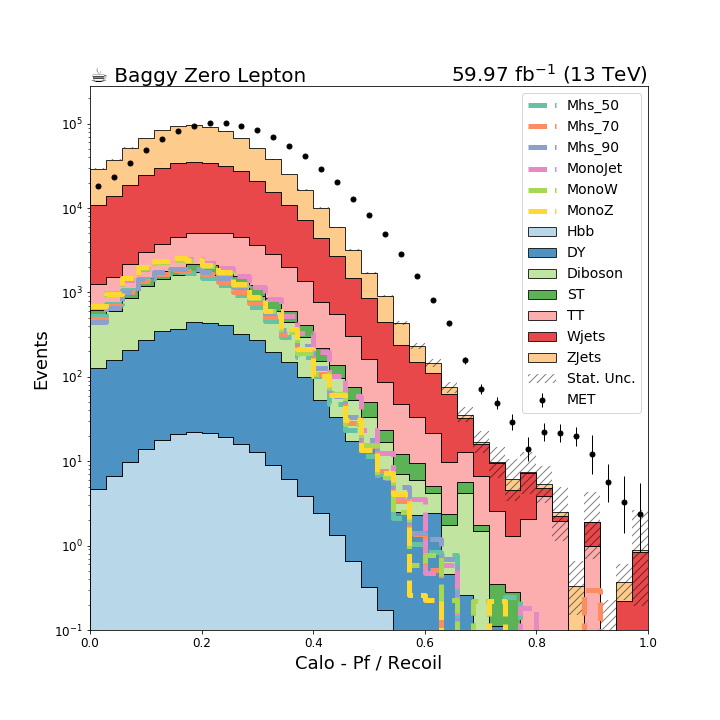 ☕ Baggy Zero Lepton
59.97 fb⁻¹ (13 TeV)
Mhs_50
Mhs_70
Mhs_90
MonoJet
MonoW
MonoZ
Hbb
DY
Diboson
ST
TT
Wjets
ZJets
Stat. Unc.
MET
Events
10⁵
10⁴
10³
10²
10¹
10⁰
10⁻¹
0.0 0.2 0.4 0.6 0.8 1.0
Calo - Pf / Recoil